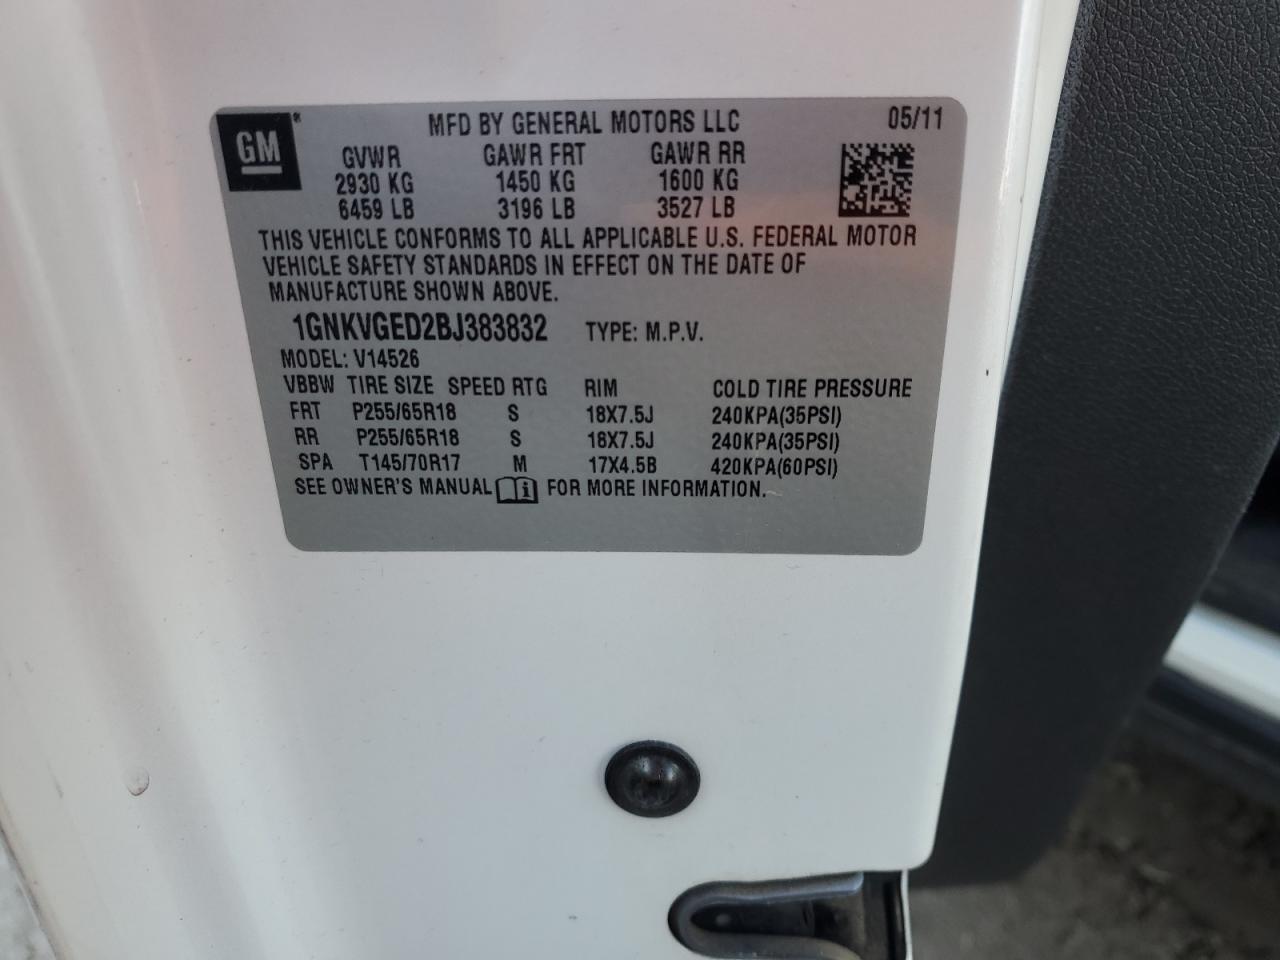 GM
MFD BY GENERAL MOTORS LLC 05/11
GVWR GAWR FRT GAWR RR
2930 KG 1450 KG 1600 KG
6459 LB 3196 LB 3527 LB
THIS VEHICLE CONFORMS TO ALL APPLICABLE U.S. FEDERAL MOTOR
VEHICLE SAFETY STANDARDS IN EFFECT ON THE DATE OF
MANUFACTURE SHOWN ABOVE.
1GNKVGED2BJ383832 TYPE: M.P.V.
MODEL: V14526
VBBW TIRE SIZE SPEED RTG RIM COLD TIRE PRESSURE
FRT P255/65R18 S 18X7.5J 240KPA(35PSI)
RR P255/65R18 S 18X7.5J 240KPA(35PSI)
SPA T145/70R17 M 17X4.5B 420KPA(60PSI)
SEE OWNER'S MANUAL i FOR MORE INFORMATION.